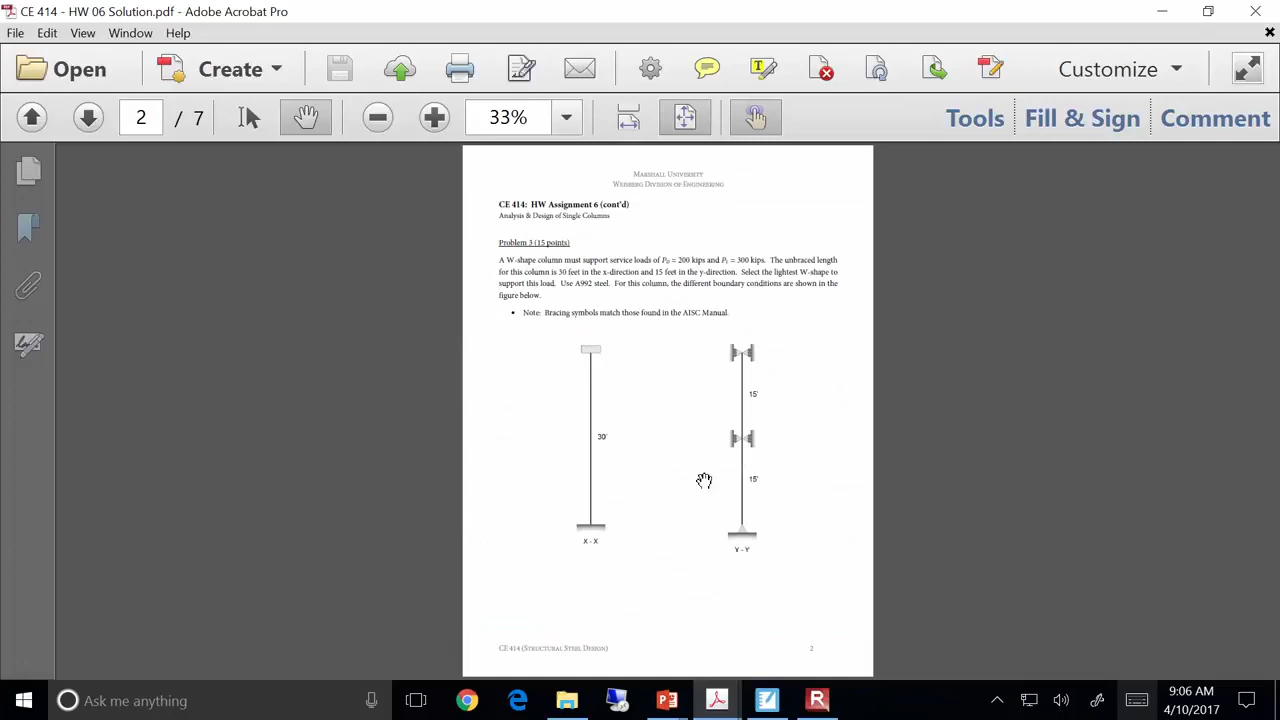 CE 414 - HW 06 Solution.pdf - Adobe Acrobat Pro
File Edit View Window Help
Open Create Customize
2 / 7 33% Tools Fill & Sign Comment
MARSHALL UNIVERSITY
WEISBERG DIVISION OF ENGINEERING
CE 414: HW Assignment 6 (cont'd)
Analysis & Design of Single Columns
Problem 3 (15 points)
A W-shape column must support service loads of PD = 200 kips and PL = 300 kips. The unbraced length
for this column is 30 feet in the x-direction and 15 feet in the y-direction. Select the lightest W-shape to
support this load. Use A992 steel. For this column, the different boundary conditions are shown in the
figure below.
• Note: Bracing symbols match those found in the AISC Manual.
15'
30'
15'
X - X
Y - Y
CE 414 (STRUCTURAL STEEL DESIGN) 2
Ask me anything
9:06 AM
4/10/2017